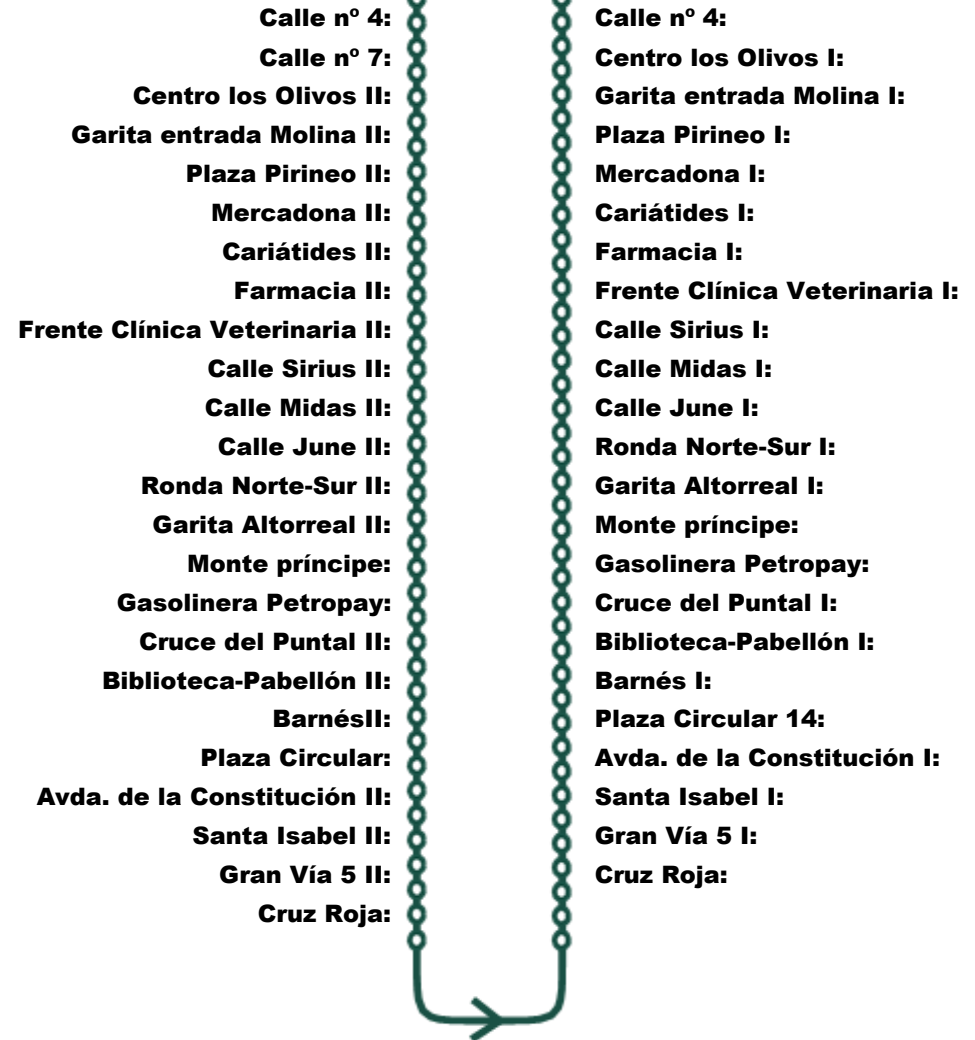 Calle nº 4:
Calle nº 7:
Centro los Olivos II:
Garita entrada Molina II:
Plaza Pirineo II:
Mercadona II:
Cariátides II:
Farmacia II:
Frente Clínica Veterinaria II:
Calle Sirius II:
Calle Midas II:
Calle June II:
Ronda Norte-Sur II:
Garita Altorreal II:
Monte príncipe:
Gasolinera Petropay:
Cruce del Puntal II:
Biblioteca-Pabellón II:
BarnésII:
Plaza Circular:
Avda. de la Constitución II:
Santa Isabel II:
Gran Vía 5 II:
Cruz Roja:
Calle nº 4:
Centro los Olivos I:
Garita entrada Molina I:
Plaza Pirineo I:
Mercadona I:
Cariátides I:
Farmacia I:
Frente Clínica Veterinaria I:
Calle Sirius I:
Calle Midas I:
Calle June I:
Ronda Norte-Sur I:
Garita Altorreal I:
Monte príncipe:
Gasolinera Petropay:
Cruce del Puntal I:
Biblioteca-Pabellón I:
Barnés I:
Plaza Circular 14:
Avda. de la Constitución I:
Santa Isabel I:
Gran Vía 5 I:
Cruz Roja: